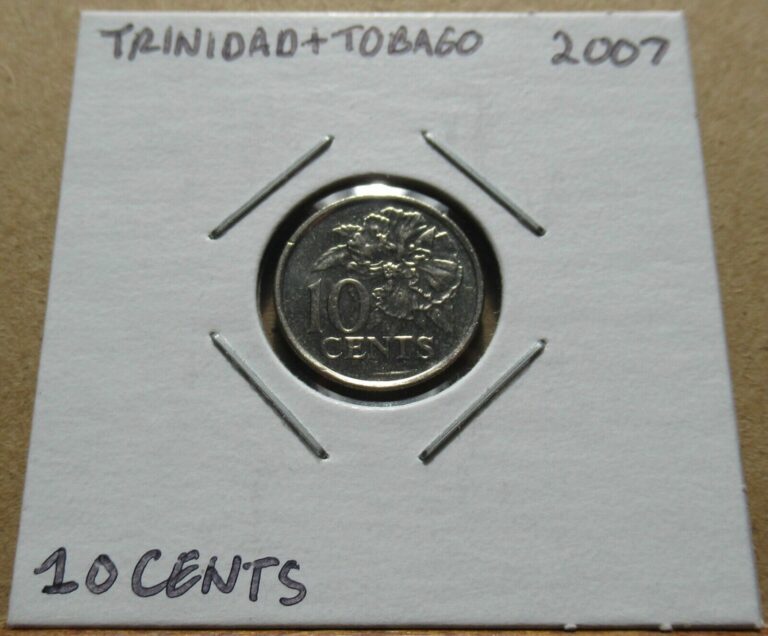 TRINIDAD + TOBAGO 2007
10
CENTS
10 CENTS